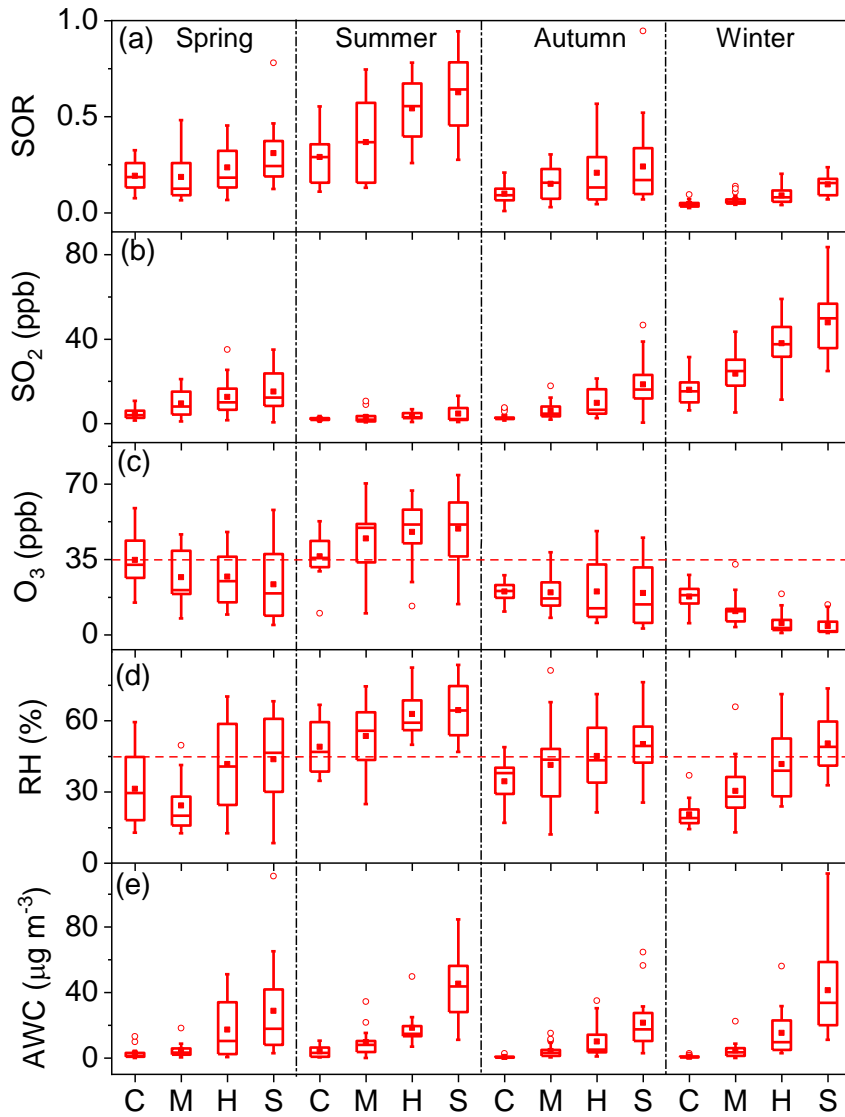 (a) Spring Summer Autumn Winter
1.0
0.5
0.0
SOR
(b)
80
40
0
SO2 (ppb)
(c)
70
35
0
O3 (ppb)
(d)
60
30
0
RH (%)
(e)
80
40
0
AWC (μg m-3)
C M H S C M H S C M H S C M H S